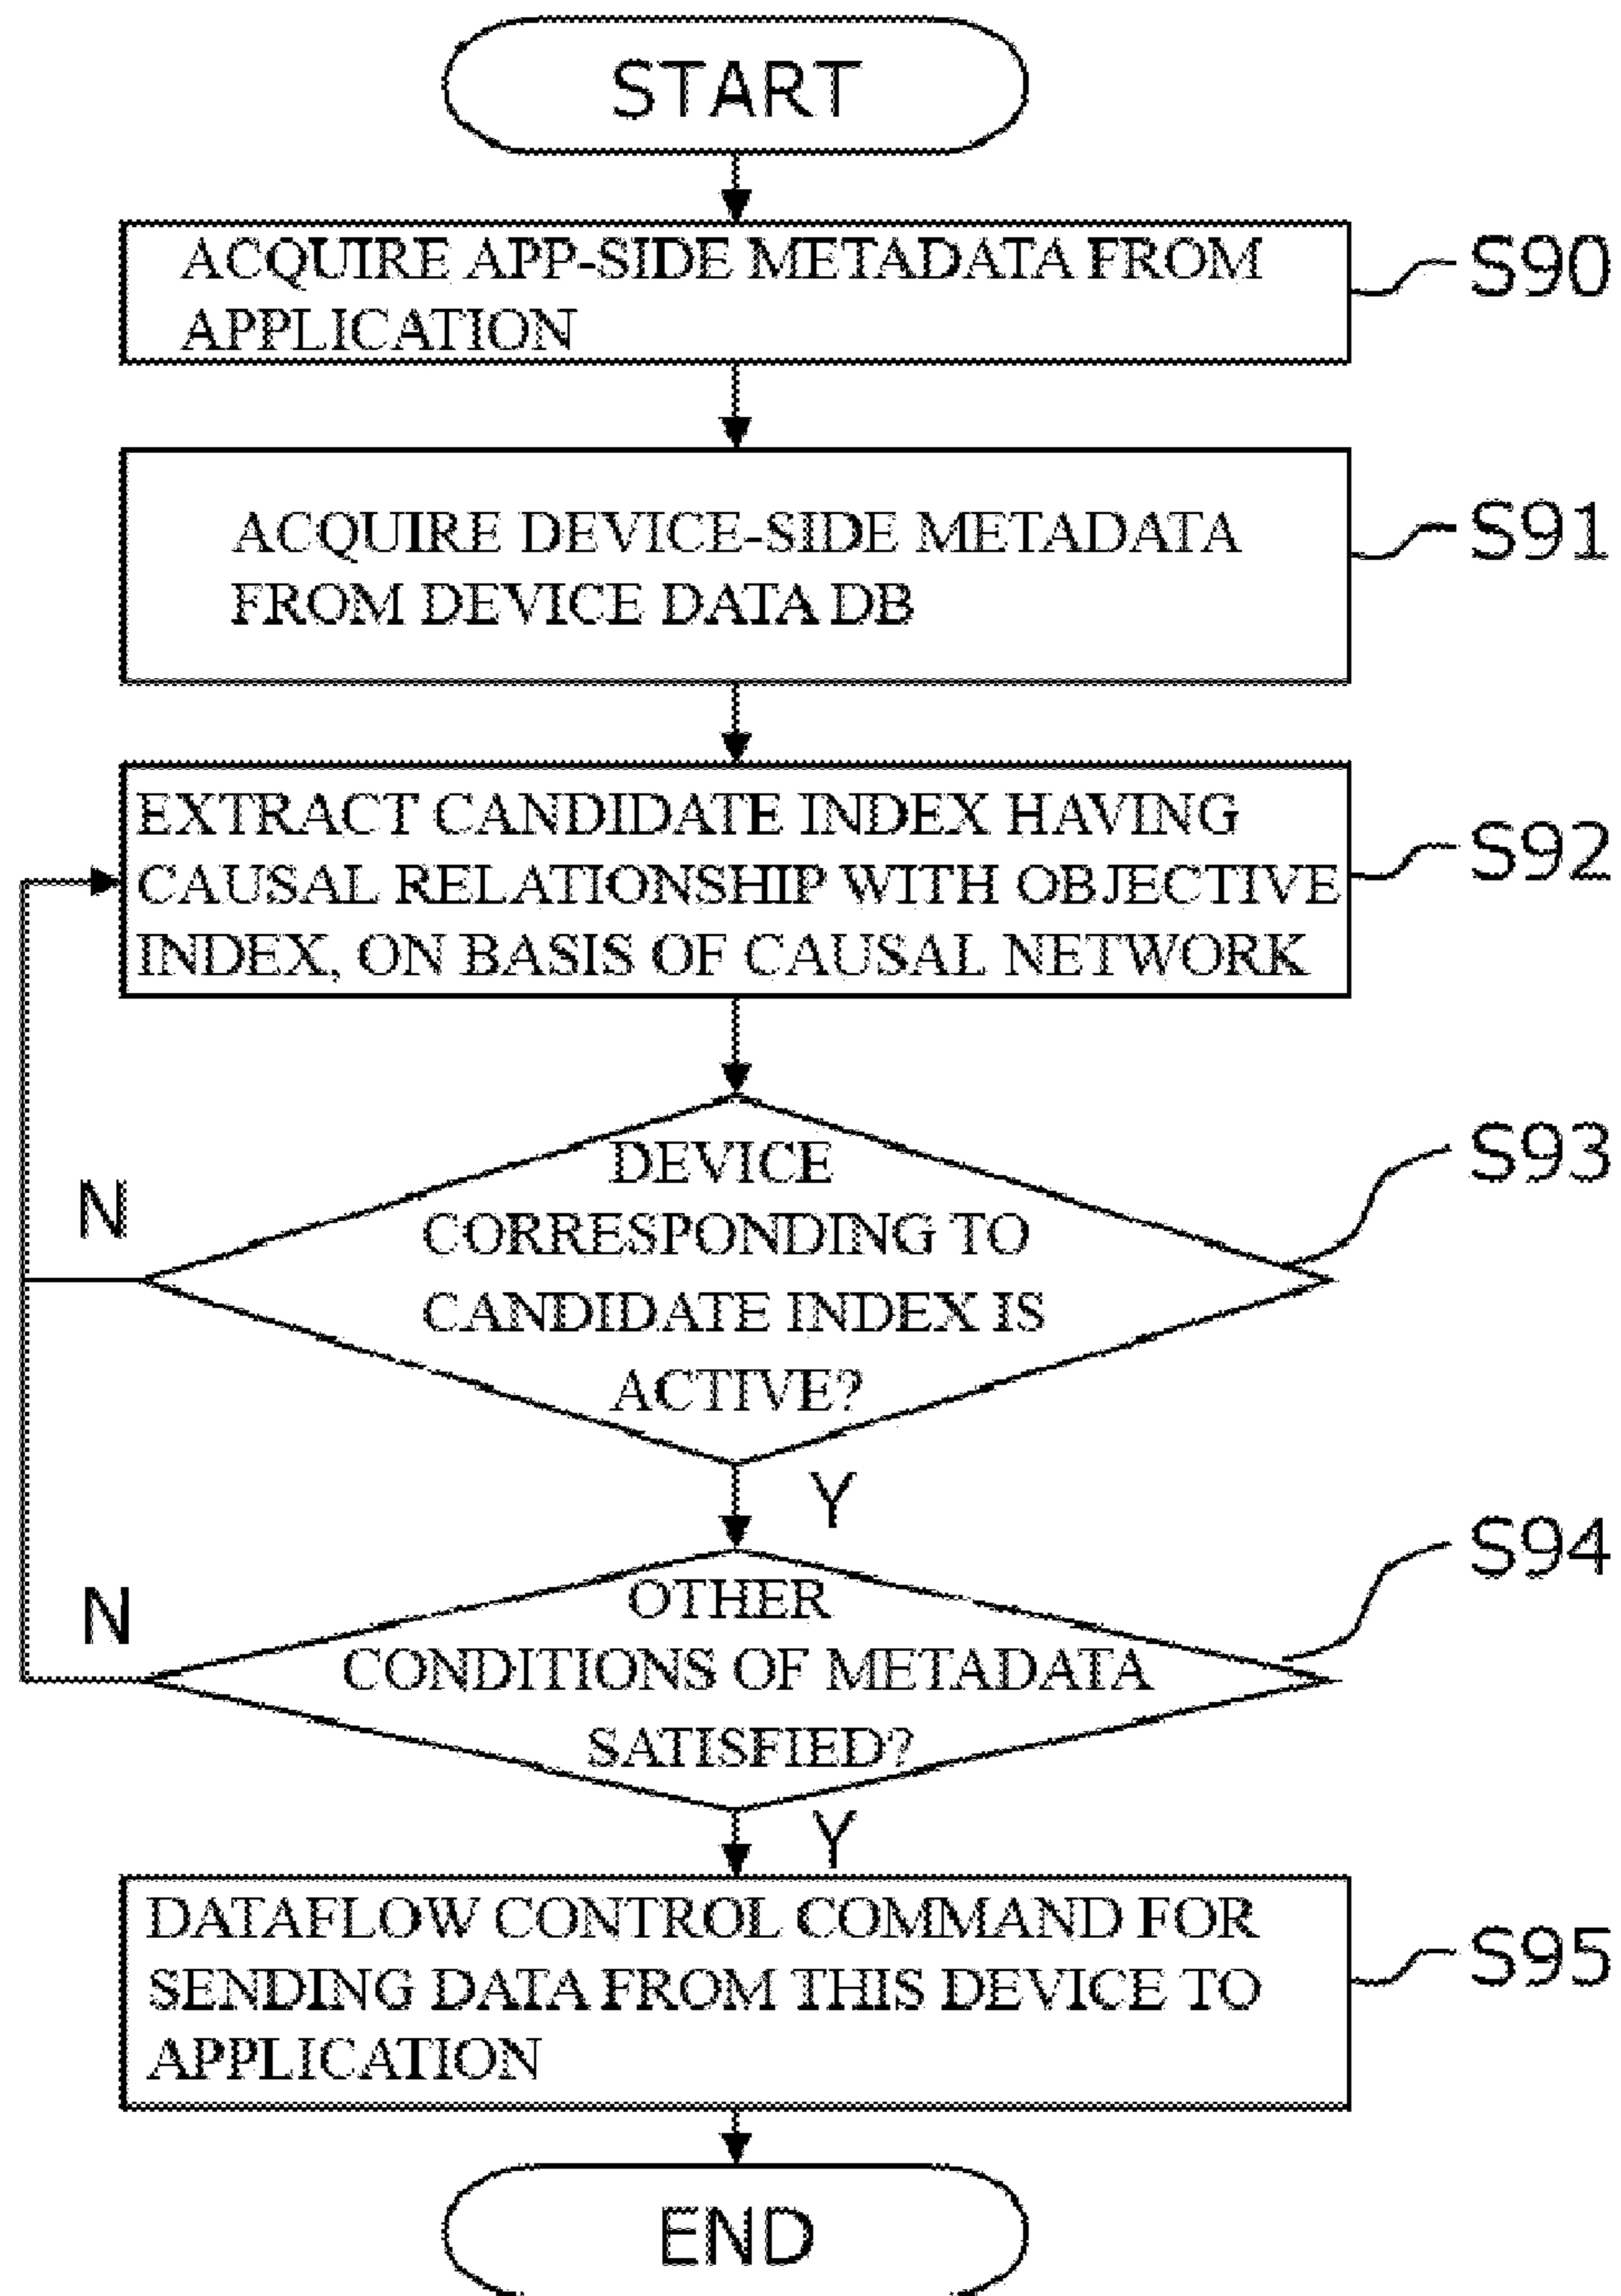 START
ACQUIRE APP-SIDE METADATA FROM
APPLICATION
S90
ACQUIRE DEVICE-SIDE METADATA
FROM DEVICE DATA DB
S91
EXTRACT CANDIDATE INDEX HAVING
CAUSAL RELATIONSHIP WITH OBJECTIVE
INDEX, ON BASIS OF CAUSAL NETWORK
S92
DEVICE
CORRESPONDING TO
CANDIDATE INDEX IS
ACTIVE?
S93
N
Y
OTHER
CONDITIONS OF METADATA
SATISFIED?
S94
N
Y
DATAFLOW CONTROL COMMAND FOR
SENDING DATA FROM THIS DEVICE TO
APPLICATION
S95
END